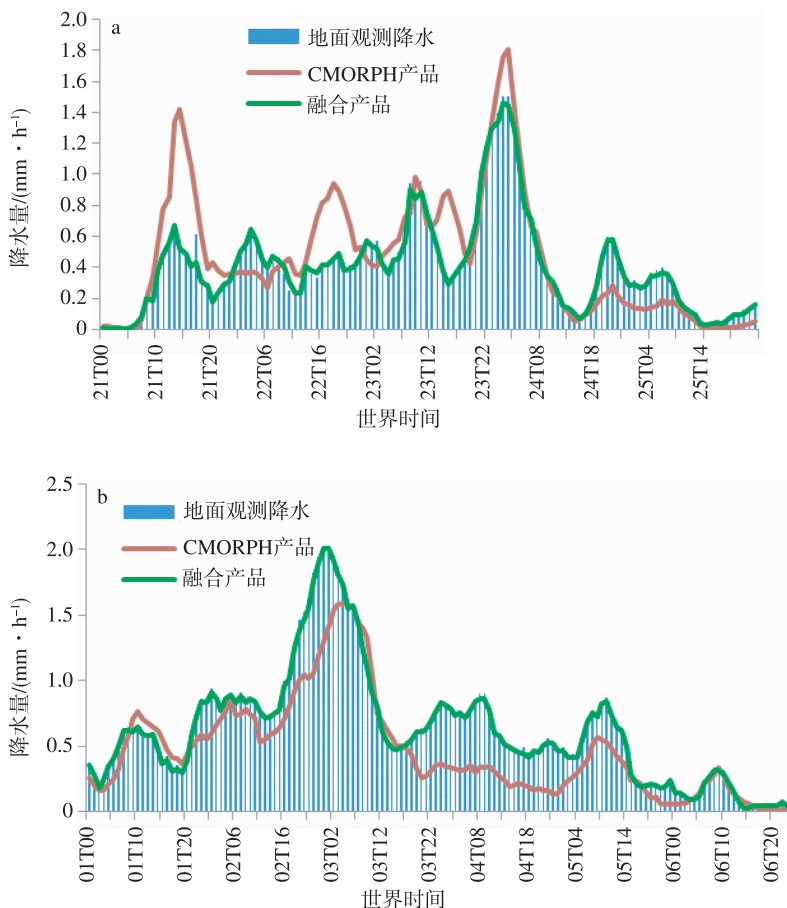 a
地面观测降水
CMORPH产品
融合产品
降水量/(mm·h⁻¹)
2.0
1.8
1.6
1.4
1.2
1.0
0.8
0.6
0.4
0.2
0
21T00
21T10
21T20
22T06
22T16
23T02
23T12
23T22
24T08
24T18
25T04
25T14
世界时间
b
地面观测降水
CMORPH产品
融合产品
降水量/(mm·h⁻¹)
2.5
2.0
1.5
1.0
0.5
0
01T00
01T10
01T20
02T06
02T16
03T02
03T12
03T22
04T08
04T18
05T04
05T14
06T00
06T10
06T20
世界时间